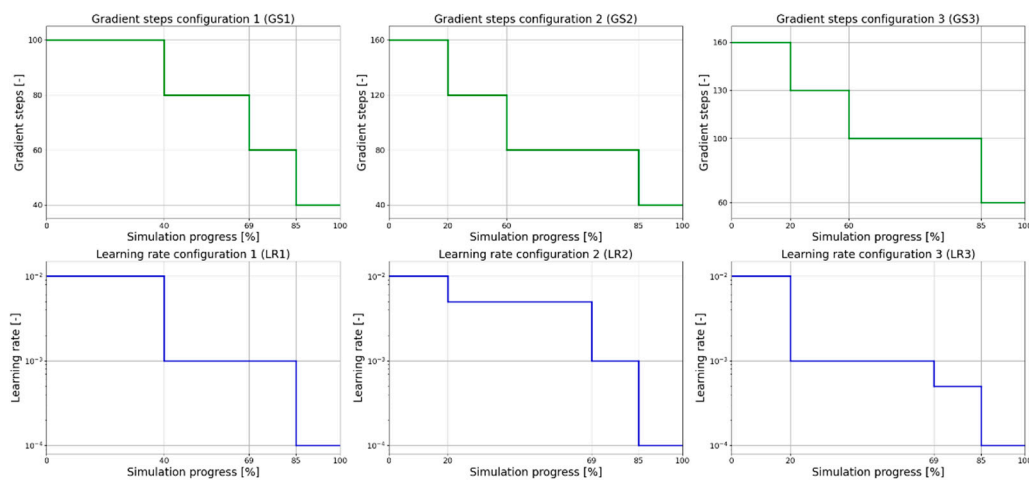 Gradient steps configuration 1 (GS1)
Gradient steps [-]
100
80
60
40
0 40 69 85 100
Simulation progress [%]
Gradient steps configuration 2 (GS2)
Gradient steps [-]
160
120
80
40
0 20 60 85 100
Simulation progress [%]
Gradient steps configuration 3 (GS3)
Gradient steps [-]
160
130
100
60
0 20 60 85 100
Simulation progress [%]
Learning rate configuration 1 (LR1)
Learning rate [-]
10⁻²
10⁻³
10⁻⁴
0 40 69 85 100
Simulation progress [%]
Learning rate configuration 2 (LR2)
Learning rate [-]
10⁻²
10⁻³
10⁻⁴
0 20 69 85 100
Simulation progress [%]
Learning rate configuration 3 (LR3)
Learning rate [-]
10⁻²
10⁻³
10⁻⁴
0 20 69 85 100
Simulation progress [%]